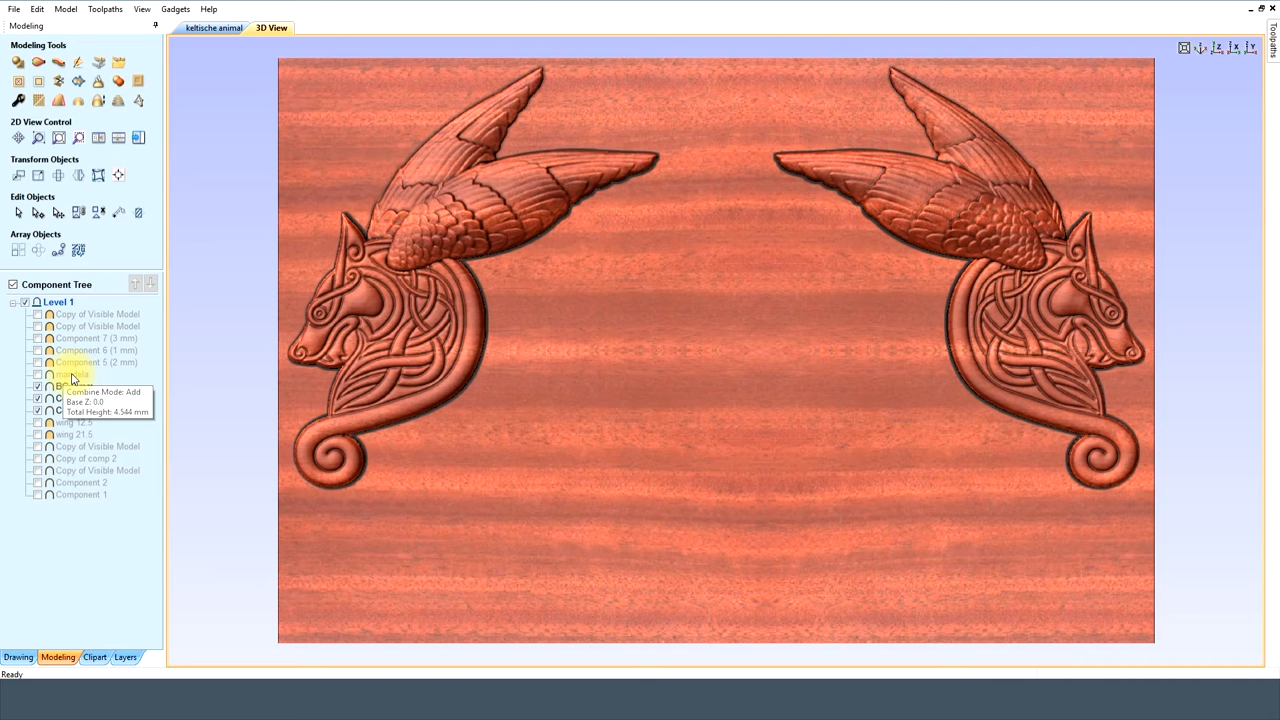 File Edit Model Toolpaths View Gadgets Help
Modeling
keltische animal 3D View
Toolpaths
Modeling Tools
2D View Control
Transform Objects
Edit Objects
Array Objects
Component Tree
Level 1
Copy of Visible Model
Copy of Visible Model
Component 7 (3 mm)
Component 6 (1 mm)
Component 5 (2 mm)
Combine Mode: Add
Base Z: 0.0
Total Height: 4.544 mm
wing 12.5
wing 21.5
Copy of Visible Model
Copy of comp 2
Copy of Visible Model
Component 2
Component 1
Drawing Modeling Clipart Layers
Ready